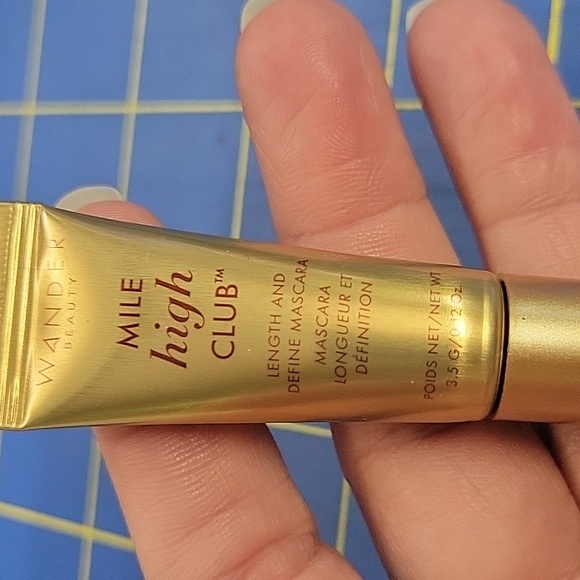 WANDER
BEAUTY
MILE
high
CLUB™
LENGTH AND
DEFINE MASCARA
MASCARA
LONGUEUR ET
DÉFINITION
POIDS NET/NET WT
3.5 G/0.12 OZ.